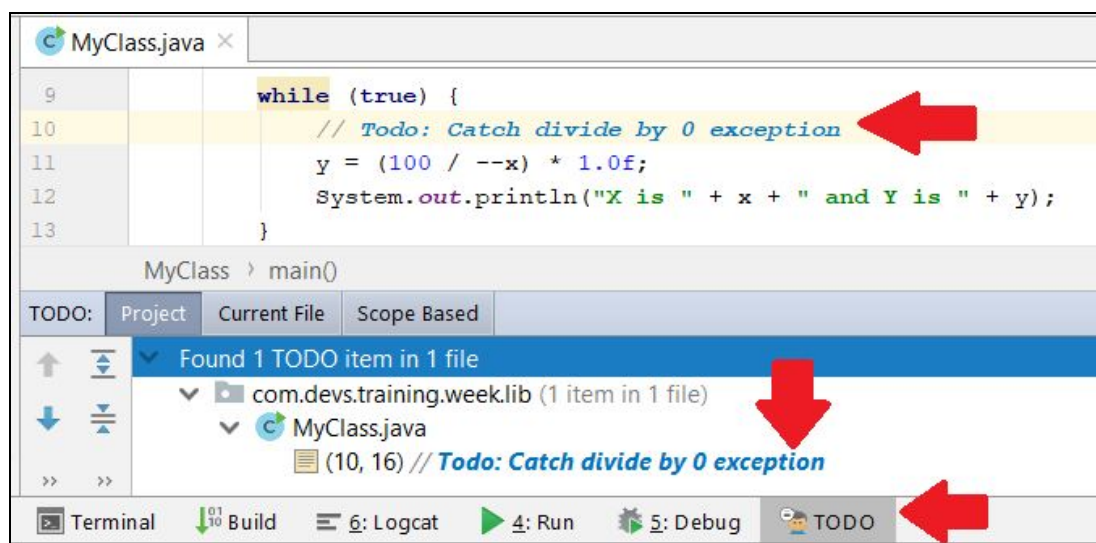 MyClass.java
9 while (true) {
10 // Todo: Catch divide by 0 exception
11 y = (100 / --x) * 1.0f;
12 System.out.println("X is " + x + " and Y is " + y);
13 }
MyClass › main()
TODO: Project Current File Scope Based
Found 1 TODO item in 1 file
com.devs.training.week.lib (1 item in 1 file)
MyClass.java
(10, 16) // Todo: Catch divide by 0 exception
Terminal Build 6: Logcat 4: Run 5: Debug TODO